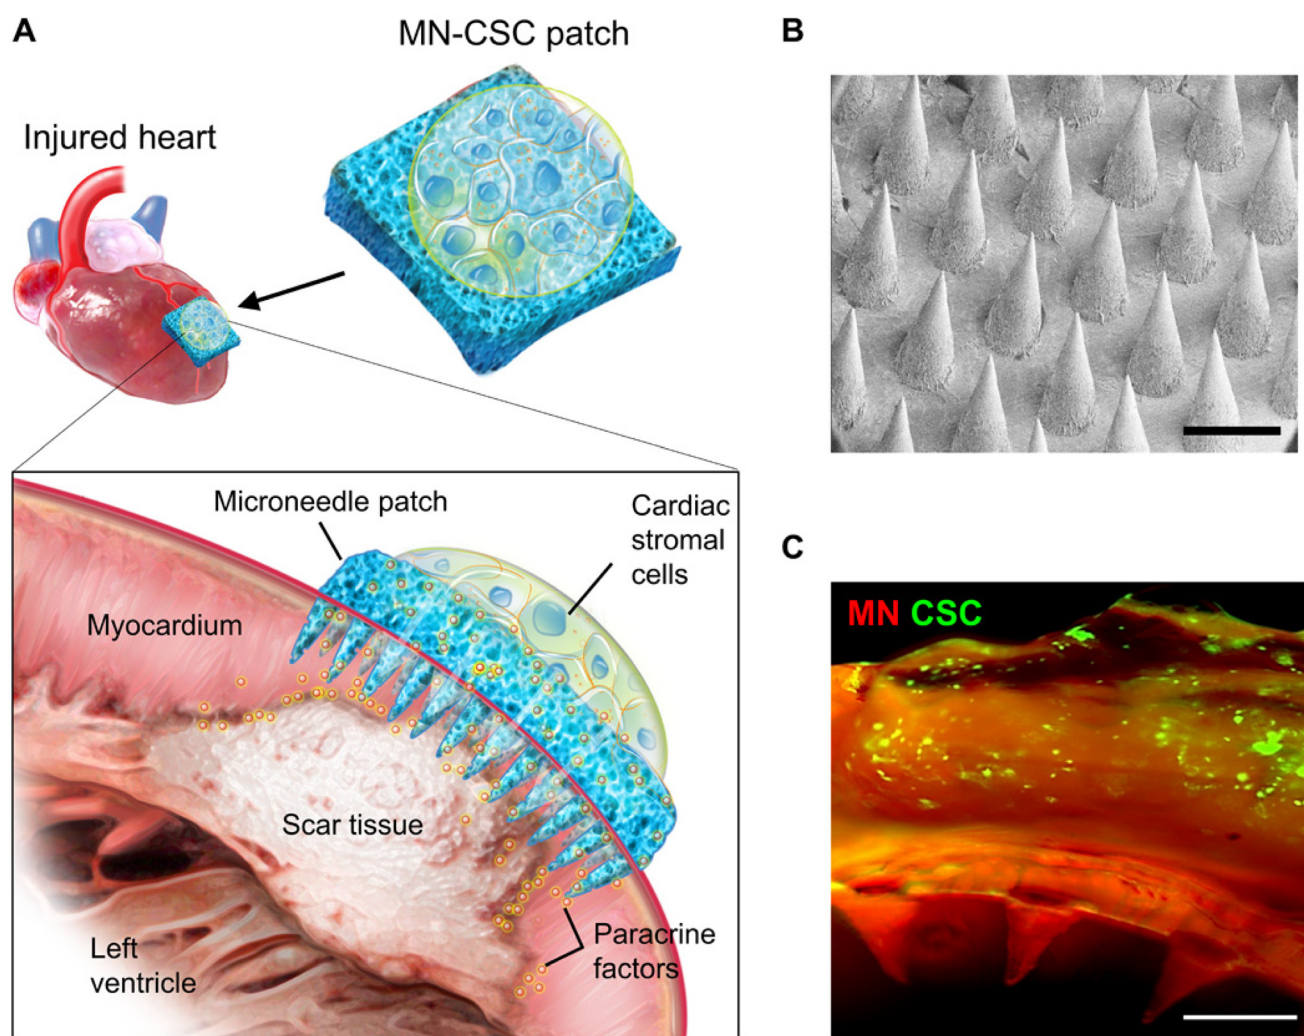 A
MN-CSC patch
Injured heart
Microneedle patch
Cardiac
stromal
cells
Myocardium
Scar tissue
Left
ventricle
Paracrine
factors
B
C
MN CSC